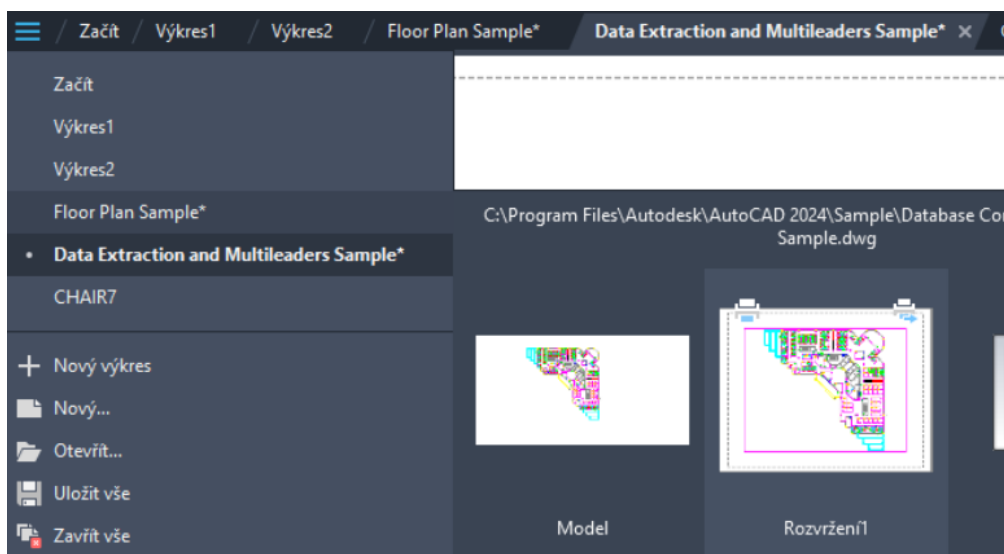 Začít
Výkres1
Výkres2
Floor Plan Sample*
Data Extraction and Multileaders Sample*
Začít
Výkres1
Výkres2
Floor Plan Sample*
Data Extraction and Multileaders Sample*
CHAIR7
Nový výkres
Nový...
Otevřít...
Uložit vše
Zavřít vše
C:\Program Files\Autodesk\AutoCAD 2024\Sample\Database Co
Sample.dwg
Model
Rozvržení1